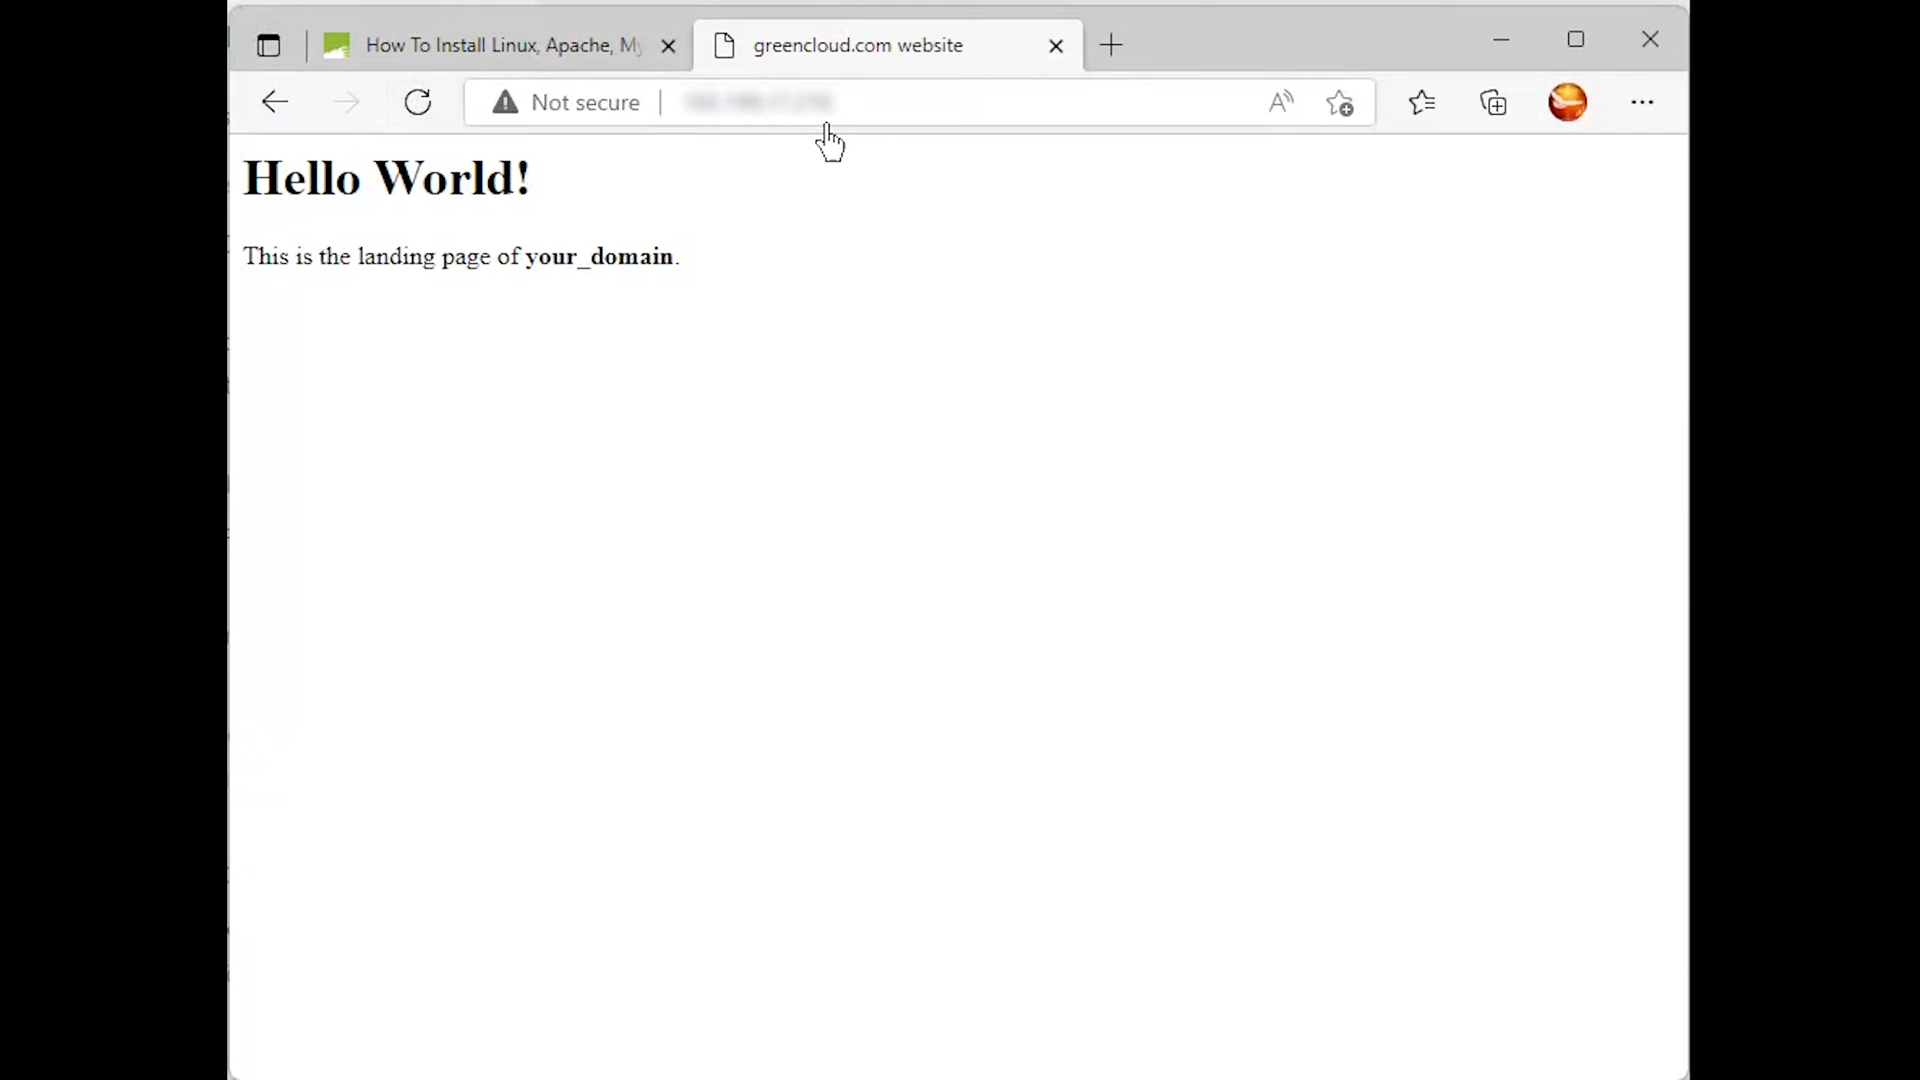 How To Install Linux, Apache, My
greencloud.com website
Not secure
Hello World!
This is the landing page of your_domain.